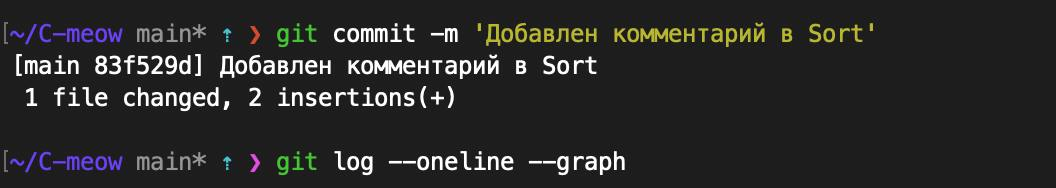 [~/C-meow main* ⇡ ❯ git commit -m 'Добавлен комментарий в Sort'
[main 83f529d] Добавлен комментарий в Sort
1 file changed, 2 insertions(+)
[~/C-meow main* ⇡ ❯ git log --oneline --graph